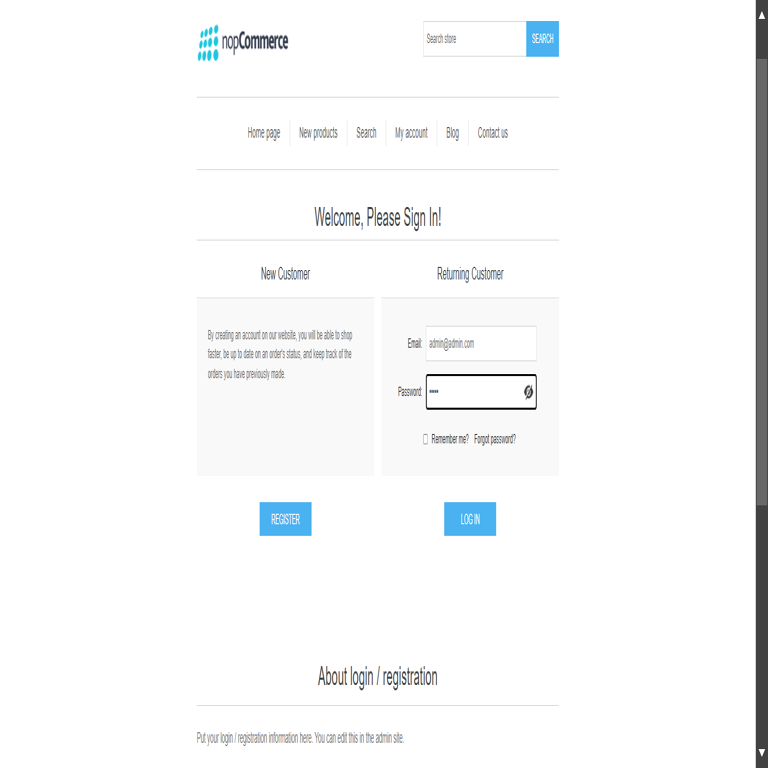 nopCommerce
Search store
SEARCH
Home page
New products
Search
My account
Blog
Contact us
Welcome, Please Sign In!
New Customer
By creating an account on our website, you will be able to shop
faster, be up to date on an order's status, and keep track of the
orders you have previously made.
REGISTER
Returning Customer
Email:
admin@admin.com
Password:
••••
Remember me?
Forgot password?
LOG IN
About login / registration
Put your login / registration information here. You can edit this in the admin site.